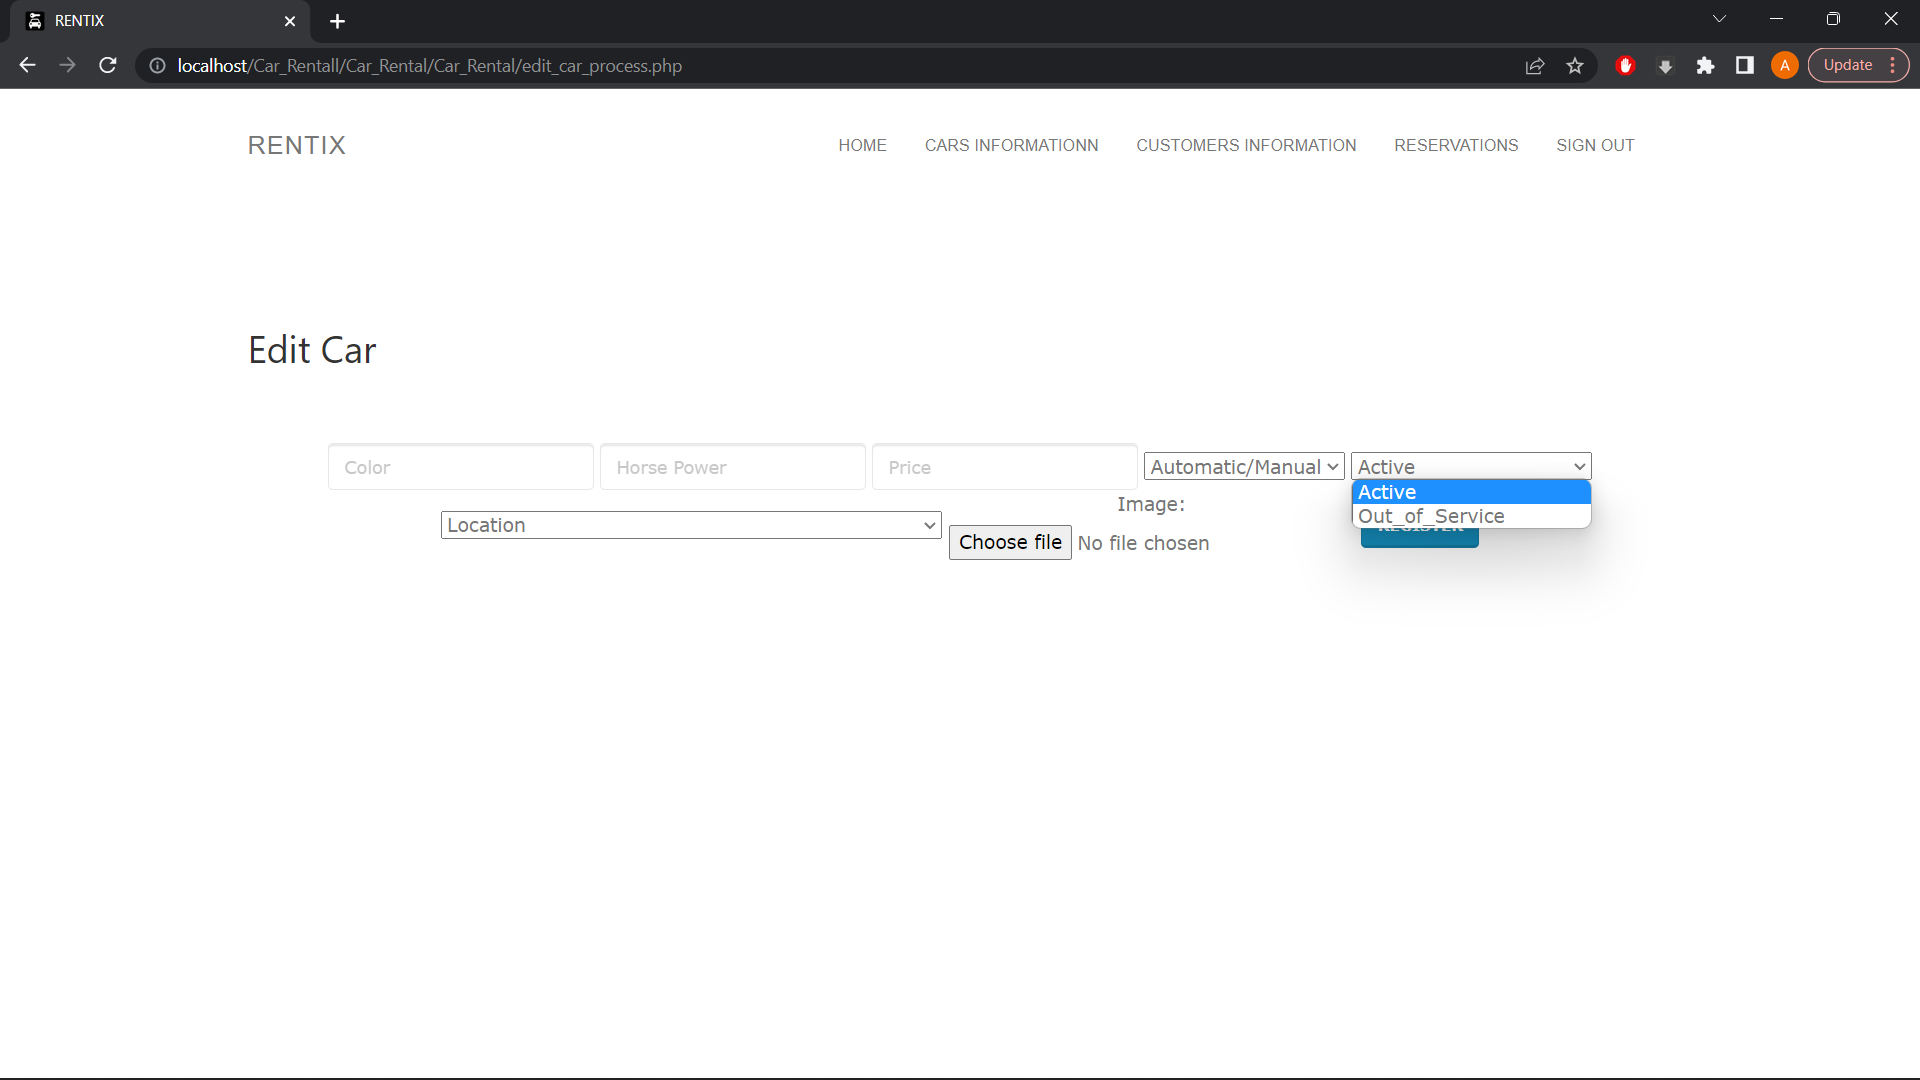 RENTIX
localhost/Car_Rentall/Car_Rental/Car_Rental/edit_car_process.php
A
Update
RENTIX
HOME CARS INFORMATIONN CUSTOMERS INFORMATION RESERVATIONS SIGN OUT
Edit Car
Color Horse Power Price Automatic/Manual Active
Active
Out_of_Service
Image:
Location
Choose file No file chosen
REGISTER